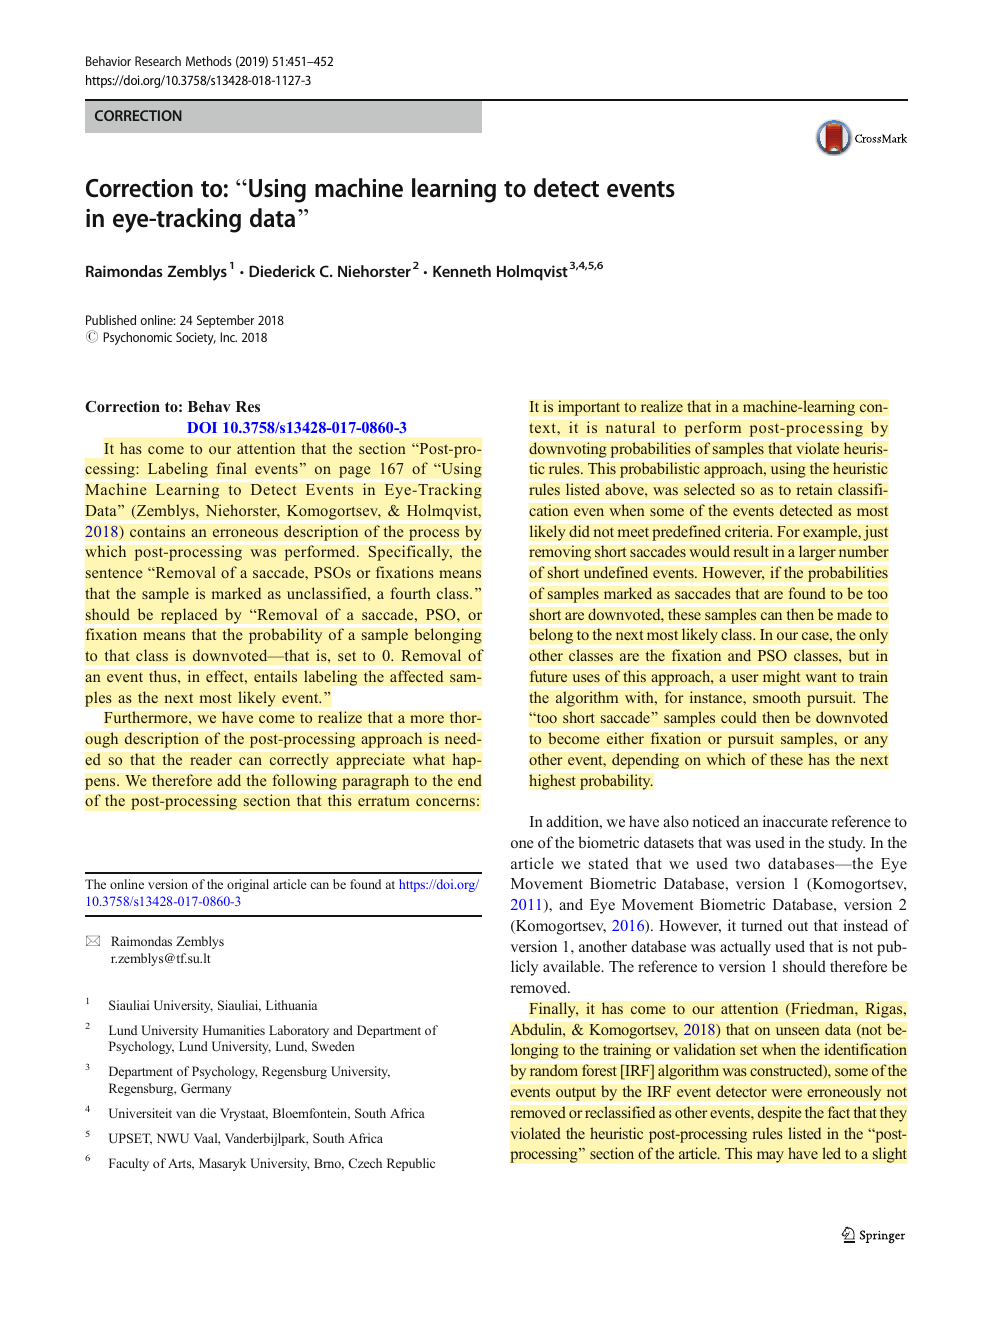 Behavior Research Methods (2019) 51:451–452
https://doi.org/10.3758/s13428-018-1127-3
CORRECTION
CrossMark
Correction to: “Using machine learning to detect events
in eye-tracking data”
Raimondas Zemblys 1 · Diederick C. Niehorster 2 · Kenneth Holmqvist 3,4,5,6
Published online: 24 September 2018
© Psychonomic Society, Inc. 2018
Correction to: Behav Res
DOI 10.3758/s13428-017-0860-3
It has come to our attention that the section “Post-pro-
cessing: Labeling final events” on page 167 of “Using
Machine Learning to Detect Events in Eye-Tracking
Data” (Zemblys, Niehorster, Komogortsev, & Holmqvist,
2018) contains an erroneous description of the process by
which post-processing was performed. Specifically, the
sentence “Removal of a saccade, PSOs or fixations means
that the sample is marked as unclassified, a fourth class.”
should be replaced by “Removal of a saccade, PSO, or
fixation means that the probability of a sample belonging
to that class is downvoted—that is, set to 0. Removal of
an event thus, in effect, entails labeling the affected sam-
ples as the next most likely event.”
Furthermore, we have come to realize that a more thor-
ough description of the post-processing approach is need-
ed so that the reader can correctly appreciate what hap-
pens. We therefore add the following paragraph to the end
of the post-processing section that this erratum concerns:
The online version of the original article can be found at https://doi.org/
10.3758/s13428-017-0860-3
Raimondas Zemblys
r.zemblys@tf.su.lt
1 Siauliai University, Siauliai, Lithuania
2 Lund University Humanities Laboratory and Department of
Psychology, Lund University, Lund, Sweden
3 Department of Psychology, Regensburg University,
Regensburg, Germany
4 Universiteit van die Vrystaat, Bloemfontein, South Africa
5 UPSET, NWU Vaal, Vanderbijlpark, South Africa
6 Faculty of Arts, Masaryk University, Brno, Czech Republic
It is important to realize that in a machine-learning con-
text, it is natural to perform post-processing by
downvoting probabilities of samples that violate heuris-
tic rules. This probabilistic approach, using the heuristic
rules listed above, was selected so as to retain classifi-
cation even when some of the events detected as most
likely did not meet predefined criteria. For example, just
removing short saccades would result in a larger number
of short undefined events. However, if the probabilities
of samples marked as saccades that are found to be too
short are downvoted, these samples can then be made to
belong to the next most likely class. In our case, the only
other classes are the fixation and PSO classes, but in
future uses of this approach, a user might want to train
the algorithm with, for instance, smooth pursuit. The
“too short saccade” samples could then be downvoted
to become either fixation or pursuit samples, or any
other event, depending on which of these has the next
highest probability.
In addition, we have also noticed an inaccurate reference to
one of the biometric datasets that was used in the study. In the
article we stated that we used two databases—the Eye
Movement Biometric Database, version 1 (Komogortsev,
2011), and Eye Movement Biometric Database, version 2
(Komogortsev, 2016). However, it turned out that instead of
version 1, another database was actually used that is not pub-
licly available. The reference to version 1 should therefore be
removed.
Finally, it has come to our attention (Friedman, Rigas,
Abdulin, & Komogortsev, 2018) that on unseen data (not be-
longing to the training or validation set when the identification
by random forest [IRF] algorithm was constructed), some of the
events output by the IRF event detector were erroneously not
removed or reclassified as other events, despite the fact that they
violated the heuristic post-processing rules listed in the “post-
processing” section of the article. This may have led to a slight
Springer